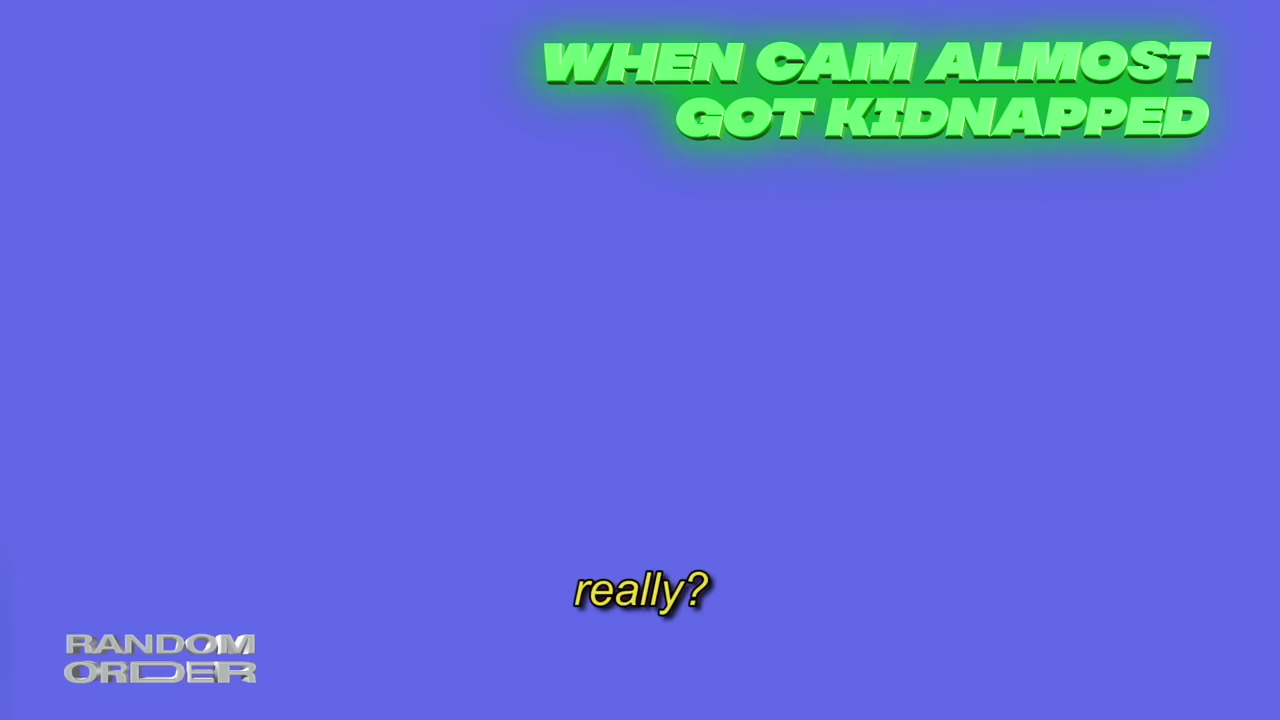 WHEN CAM ALMOST
GOT KIDNAPPED
really?
RANDOM
ORDER